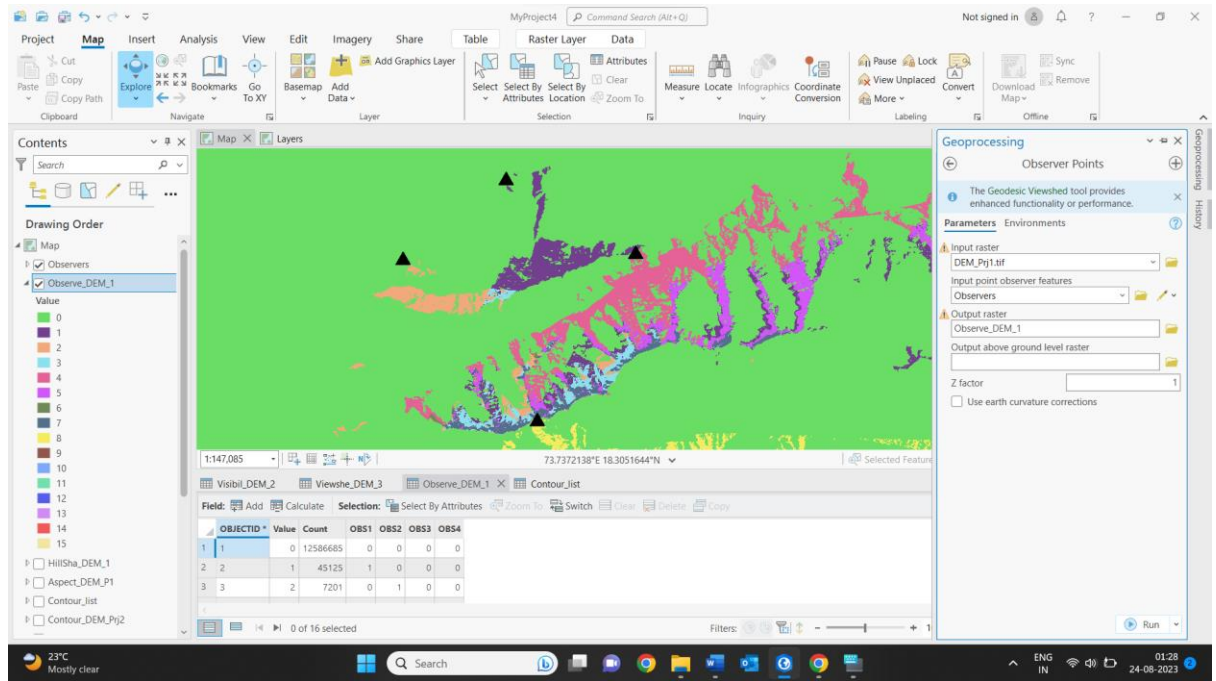 MyProject4
Command Search (Alt+Q)
Not signed in
A
?
Project Map Insert Analysis View Edit Imagery Share Table Raster Layer Data
Cut
Copy
Copy Path
Paste
Clipboard
Explore
Bookmarks
Go To XY
Navigate
Basemap
Add Data
Add Graphics Layer
Layer
Select
Select By Attributes
Select By Location
Attributes
Clear
Zoom To
Selection
Measure
Locate
Infographics
Coordinate Conversion
Inquiry
Pause
Lock
View Unplaced
More
Labeling
Convert
Download Map
Sync
Remove
Offline
Contents
Search
Drawing Order
Map
Observers
Observe_DEM_1
Value
0
1
2
3
4
5
6
7
8
9
10
11
12
13
14
15
HillSha_DEM_1
Aspect_DEM_P1
Contour_list
Contour_DEM_Prj2
Map
Layers
1:147,085
73.7372138°E 18.3051644°N
Selected Feature
Visibil_DEM_2
Viewshe_DEM_3
Observe_DEM_1
Contour_list
Field: Add Calculate Selection: Select By Attributes Zoom To Switch Clear Delete Copy
OBJECTID * Value Count OBS1 OBS2 OBS3 OBS4
1 1 0 12586685 0 0 0 0
2 2 1 45125 1 0 0 0
3 3 2 7201 0 1 0 0
0 of 16 selected
Filters:
Geoprocessing
Observer Points
The Geodesic Viewshed tool provides
enhanced functionality or performance.
Parameters Environments
Input raster
DEM_Prj1.tif
Input point observer features
Observers
Output raster
Observe_DEM_1
Output above ground level raster
Z factor
1
Use earth curvature corrections
Run
Geoprocessing
History
23°C
Mostly clear
Search
ENG
IN
01:28
24-08-2023
2